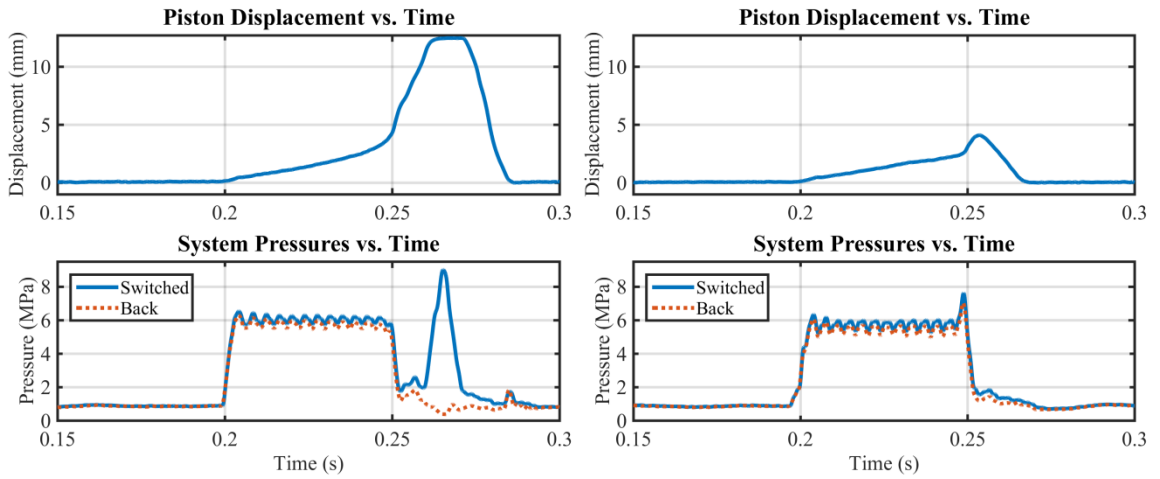 Piston Displacement vs. Time
Displacement (mm)
10
5
0
0.15
0.2
0.25
0.3
Piston Displacement vs. Time
Displacement (mm)
10
5
0
0.15
0.2
0.25
0.3
System Pressures vs. Time
Pressure (MPa)
8
6
4
2
0
Switched
Back
0.15
0.2
0.25
0.3
Time (s)
System Pressures vs. Time
Pressure (MPa)
8
6
4
2
0
Switched
Back
0.15
0.2
0.25
0.3
Time (s)